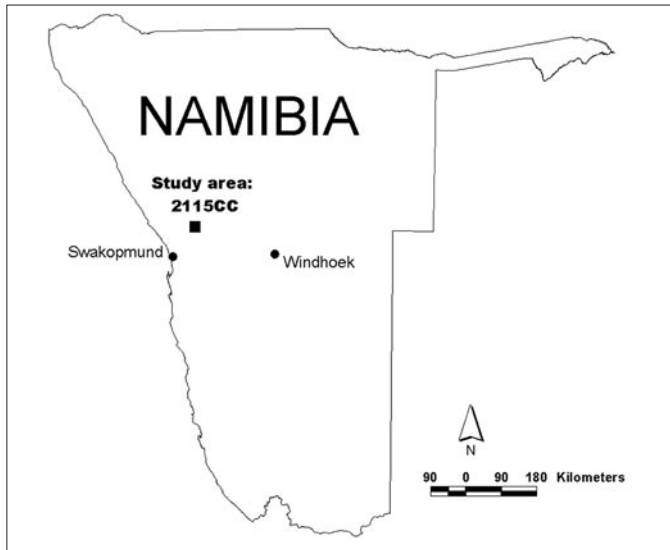 NAMIBIA
Study area:
2115CC
Swakopmund
Windhoek
N
90 0 90 180 Kilometers